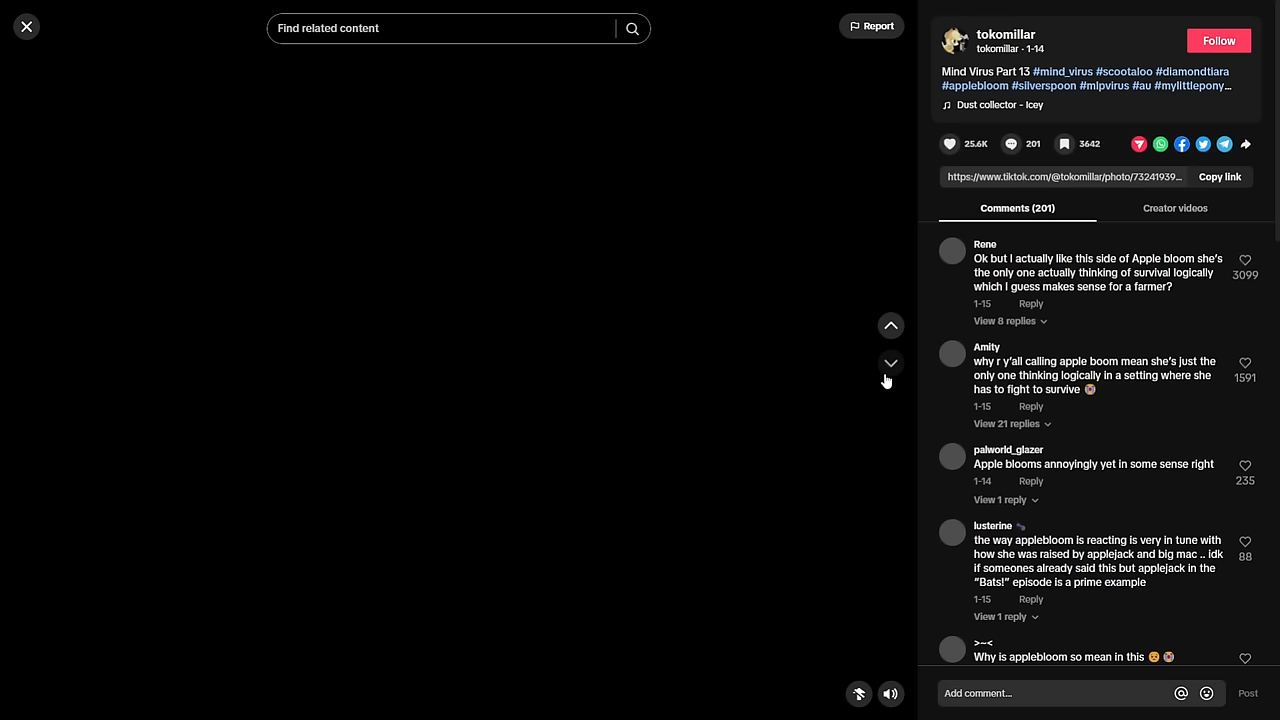 Find related content
Report
tokomillar
tokomillar · 1-14
Follow
Mind Virus Part 13 #mind_virus #scootaloo #diamondtiara
#applebloom #silverspoon #mlpvirus #au #mylittlepony...
Dust collector - Icey
25.6K
201
3642
https://www.tiktok.com/@tokomillar/photo/73241939...
Copy link
Comments (201)
Creator videos
Rene
Ok but I actually like this side of Apple bloom she's
the only one actually thinking of survival logically
which I guess makes sense for a farmer?
3099
1-15 Reply
View 8 replies
Amity
why r y'all calling apple boom mean she's just the
only one thinking logically in a setting where she
has to fight to survive 😭
1591
1-15 Reply
View 21 replies
palworld_glazer
Apple blooms annoyingly yet in some sense right
235
1-14 Reply
View 1 reply
lusterine
the way applebloom is reacting is very in tune with
how she was raised by applejack and big mac .. idk
if someones already said this but applejack in the
"Bats!" episode is a prime example
88
1-15 Reply
View 1 reply
>~<
Why is applebloom so mean in this 😣😭
Add comment...
Post